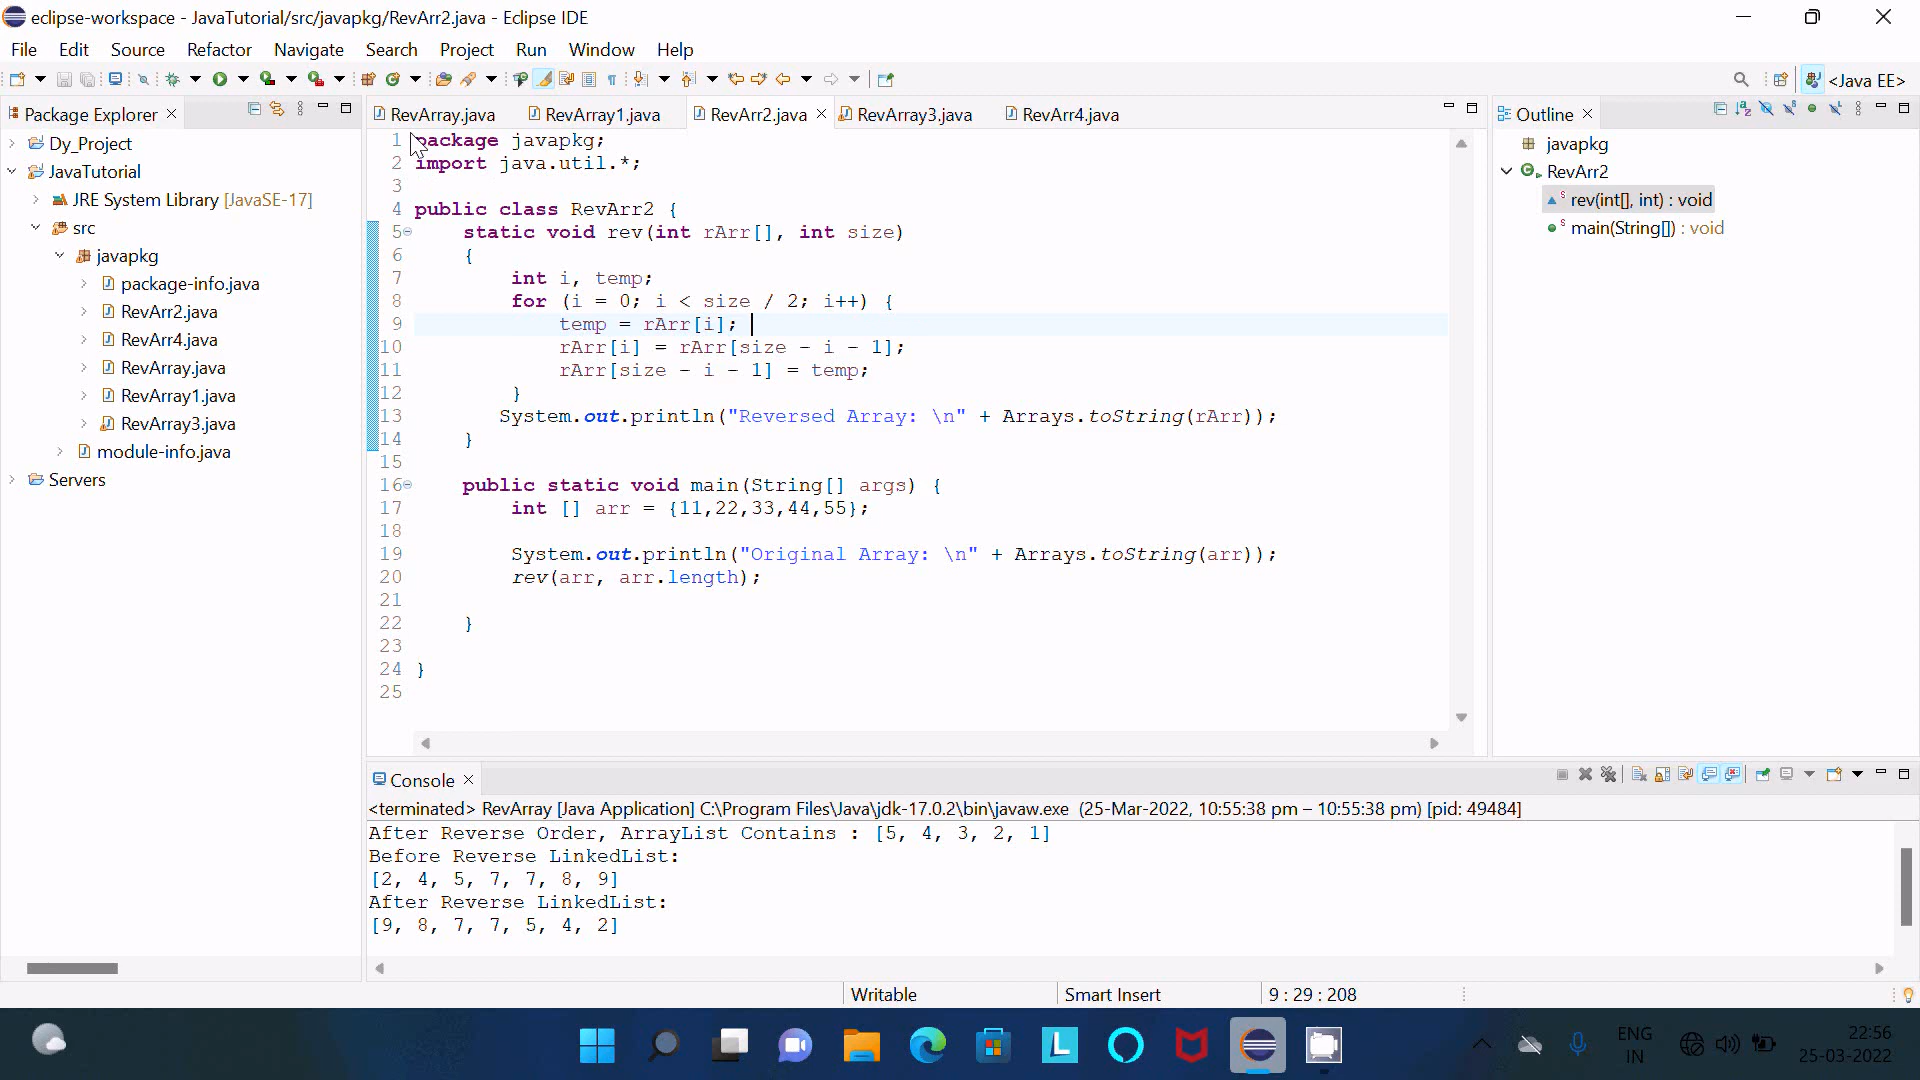 eclipse-workspace - JavaTutorial/src/javapkg/RevArr2.java - Eclipse IDE
File Edit Source Refactor Navigate Search Project Run Window Help
<Java EE>
Package Explorer
Dy_Project
JavaTutorial
JRE System Library [JavaSE-17]
src
javapkg
package-info.java
RevArr2.java
RevArr4.java
RevArray.java
RevArray1.java
RevArray3.java
module-info.java
Servers
RevArray.java RevArray1.java RevArr2.java RevArray3.java RevArr4.java
1 package javapkg;
2 import java.util.*;
3
4 public class RevArr2 {
5 static void rev(int rArr[], int size)
6 {
7 int i, temp;
8 for (i = 0; i < size / 2; i++) {
9 temp = rArr[i];
10 rArr[i] = rArr[size - i - 1];
11 rArr[size - i - 1] = temp;
12 }
13 System.out.println("Reversed Array: \n" + Arrays.toString(rArr));
14 }
15
16 public static void main(String[] args) {
17 int [] arr = {11,22,33,44,55};
18
19 System.out.println("Original Array: \n" + Arrays.toString(arr));
20 rev(arr, arr.length);
21
22 }
23
24 }
25
Outline
javapkg
RevArr2
rev(int[], int) : void
main(String[]) : void
Console
<terminated> RevArray [Java Application] C:\Program Files\Java\jdk-17.0.2\bin\javaw.exe (25-Mar-2022, 10:55:38 pm – 10:55:38 pm) [pid: 49484]
After Reverse Order, ArrayList Contains : [5, 4, 3, 2, 1]
Before Reverse LinkedList:
[2, 4, 5, 7, 7, 8, 9]
After Reverse LinkedList:
[9, 8, 7, 7, 5, 4, 2]
Writable Smart Insert 9 : 29 : 208
L
ENG
IN
22:56
25-03-2022